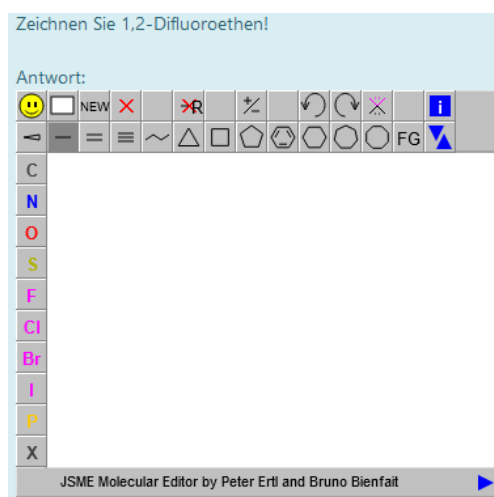 Zeichnen Sie 1,2-Difluoroethen!
Antwort:
NEW R +/- i
FG
C
N
O
S
F
Cl
Br
I
P
X
JSME Molecular Editor by Peter Ertl and Bruno Bienfait